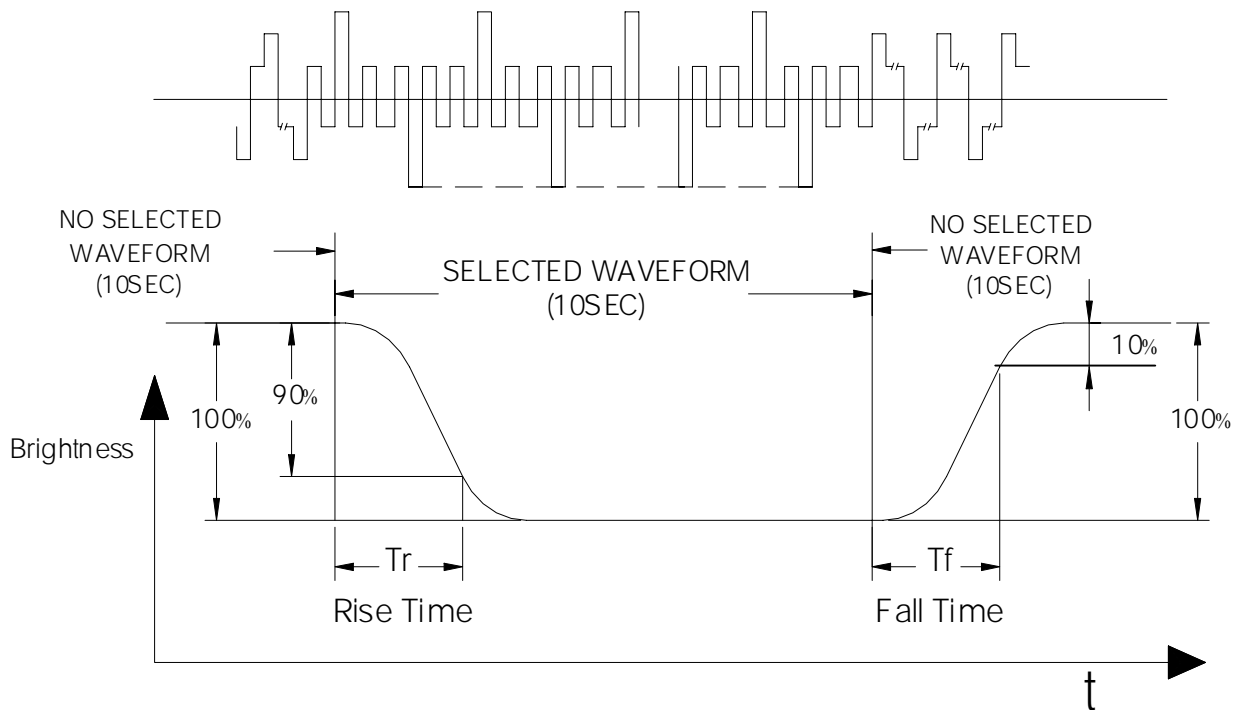 NO SELECTED
WAVEFORM
(10SEC)
SELECTED WAVEFORM
(10SEC)
NO SELECTED
WAVEFORM
(10SEC)
100%
90%
10%
100%
Brightness
Tr
Tf
Rise Time
Fall Time
t